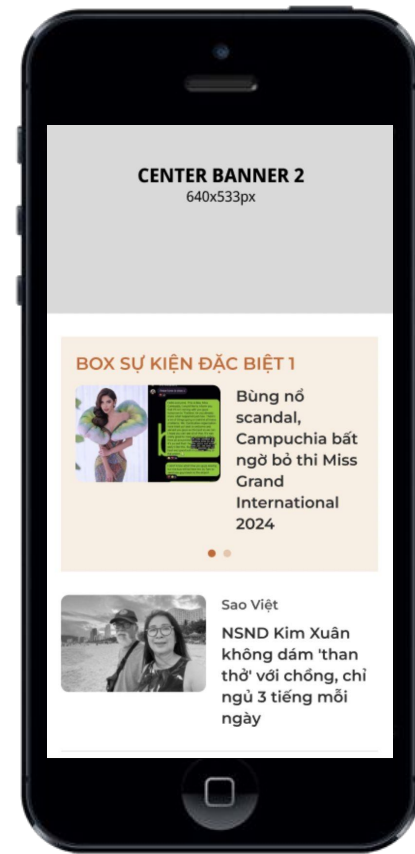 CENTER BANNER 2
640x533px
BOX SỰ KIỆN ĐẶC BIỆT 1
Bùng nổ
scandal,
Campuchia bất
ngờ bỏ thi Miss
Grand
International
2024
Sao Việt
NSND Kim Xuân
không dám 'than
thở' với chồng, chỉ
ngủ 3 tiếng mỗi
ngày